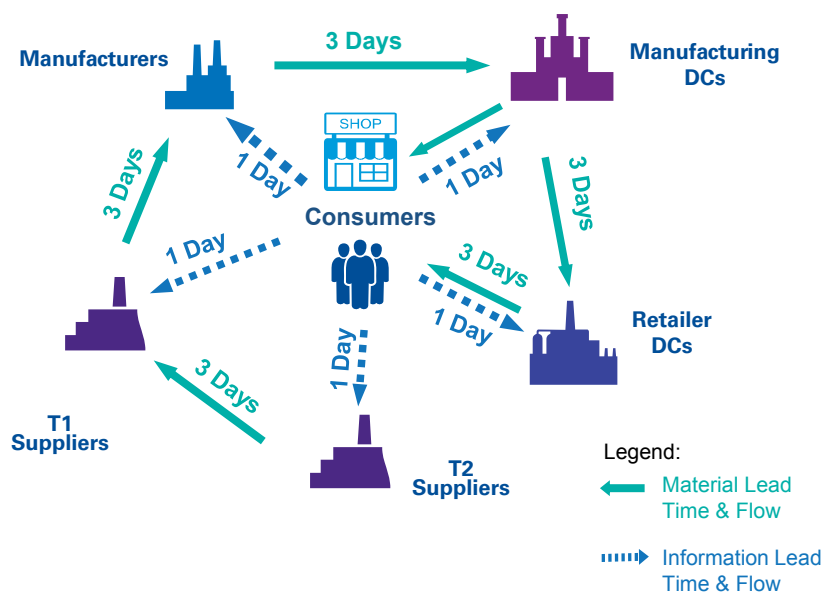 3 Days
Manufacturers
Manufacturing
DCs
SHOP
1 Day
1 Day
3 Days
3 Days
Consumers
1 Day
3 Days
1 Day
Retailer
DCs
1 Day
3 Days
T1
Suppliers
T2
Suppliers
Legend:
Material Lead
Time & Flow
Information Lead
Time & Flow